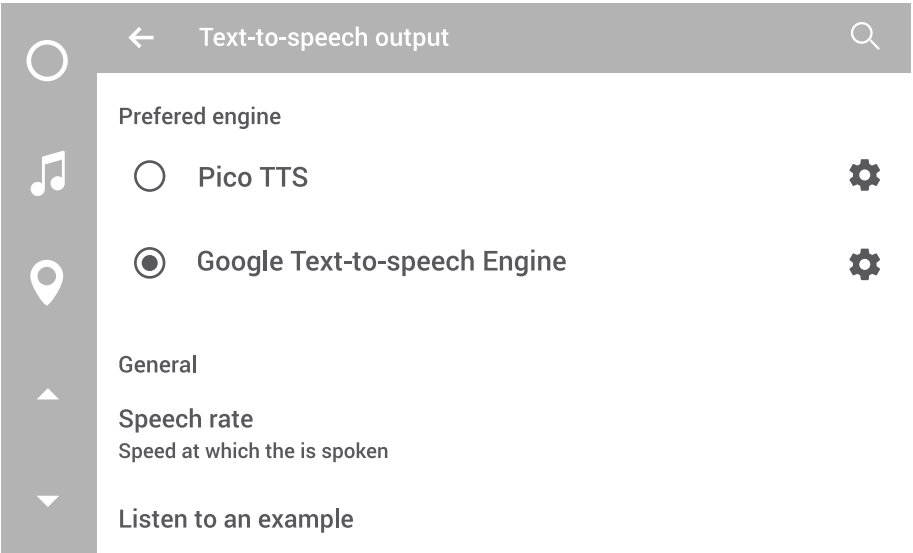 Text-to-speech output
Prefered engine
Pico TTS
Google Text-to-speech Engine
General
Speech rate
Speed at which the is spoken
Listen to an example